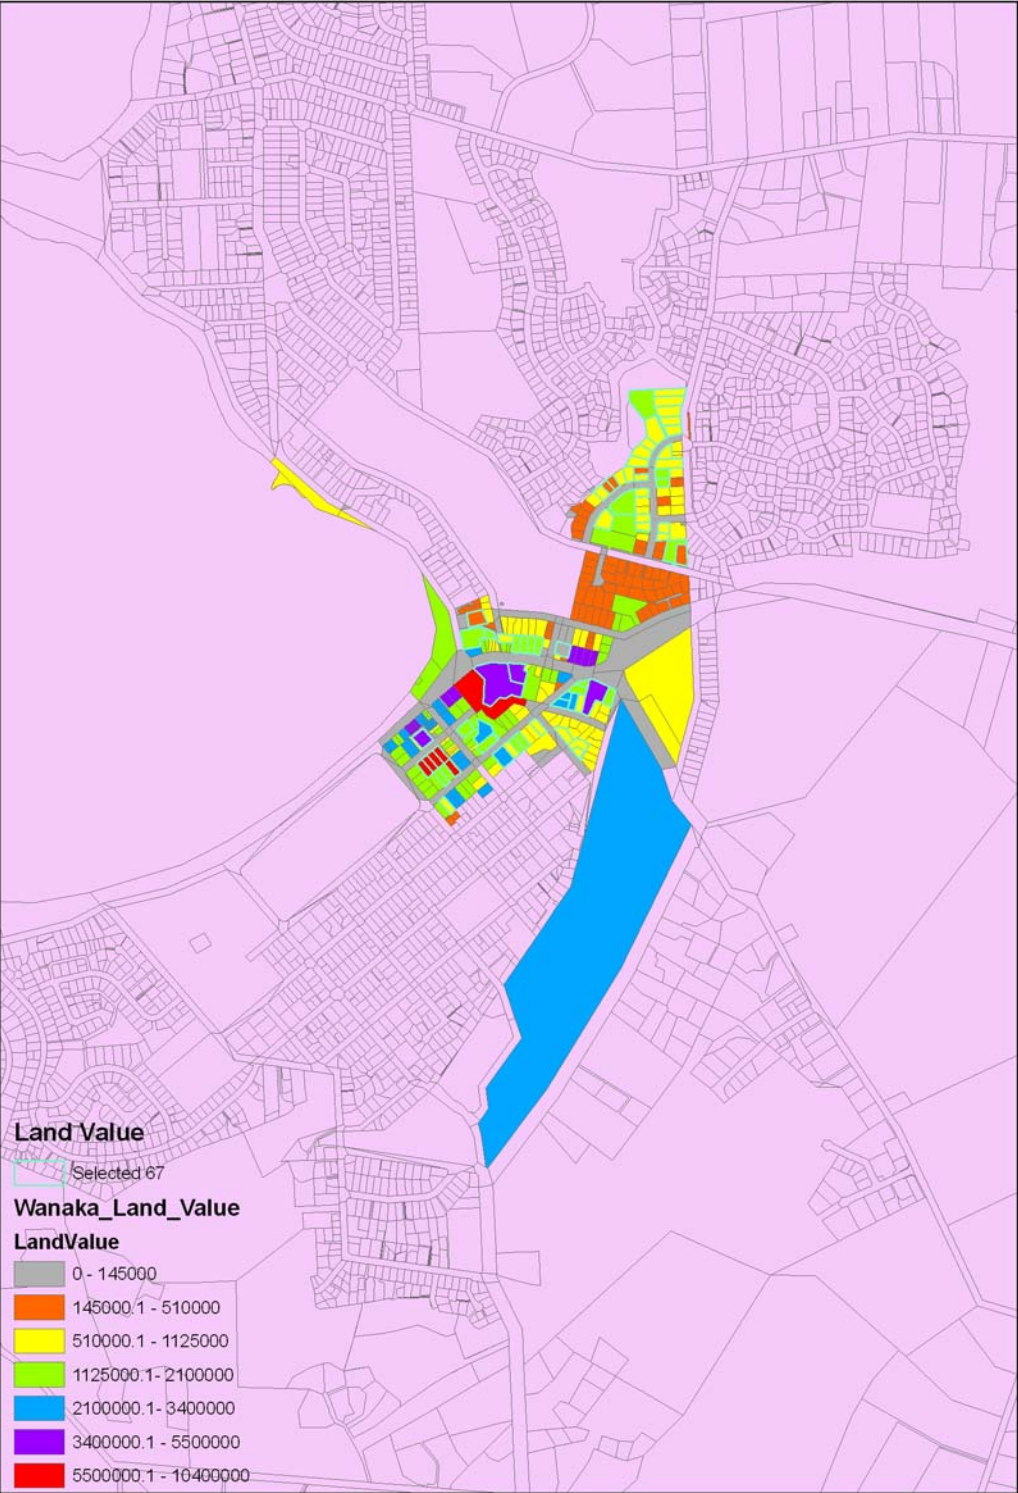 Land Value
Selected 67
Wanaka_Land_Value
LandValue
0 - 145000
145000.1 - 510000
510000.1 - 1125000
1125000.1- 2100000
2100000.1- 3400000
3400000.1 - 5500000
5500000.1 - 10400000